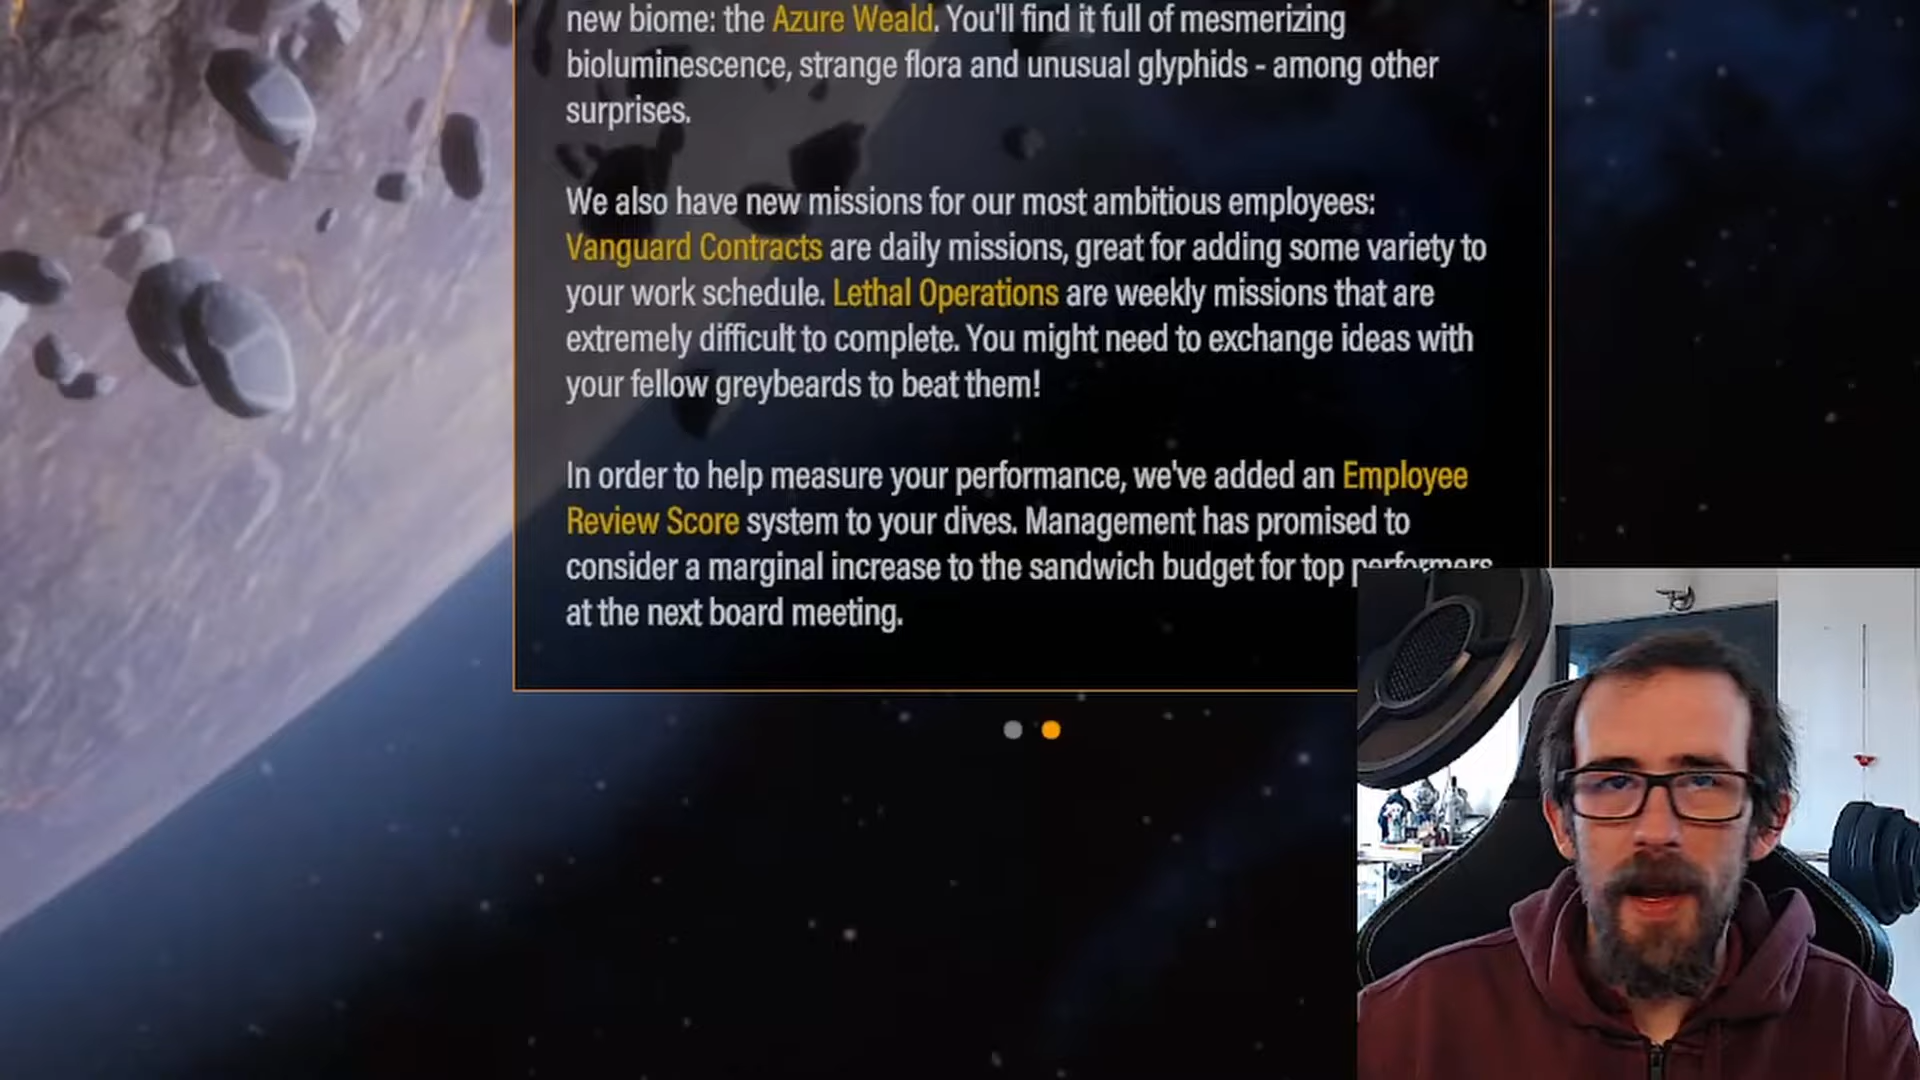 new biome: the Azure Weald. You'll find it full of mesmerizing
bioluminescence, strange flora and unusual glyphids - among other
surprises.
We also have new missions for our most ambitious employees:
Vanguard Contracts are daily missions, great for adding some variety to
your work schedule. Lethal Operations are weekly missions that are
extremely difficult to complete. You might need to exchange ideas with
your fellow greybeards to beat them!
In order to help measure your performance, we've added an Employee
Review Score system to your dives. Management has promised to
consider a marginal increase to the sandwich budget for top performers
at the next board meeting.